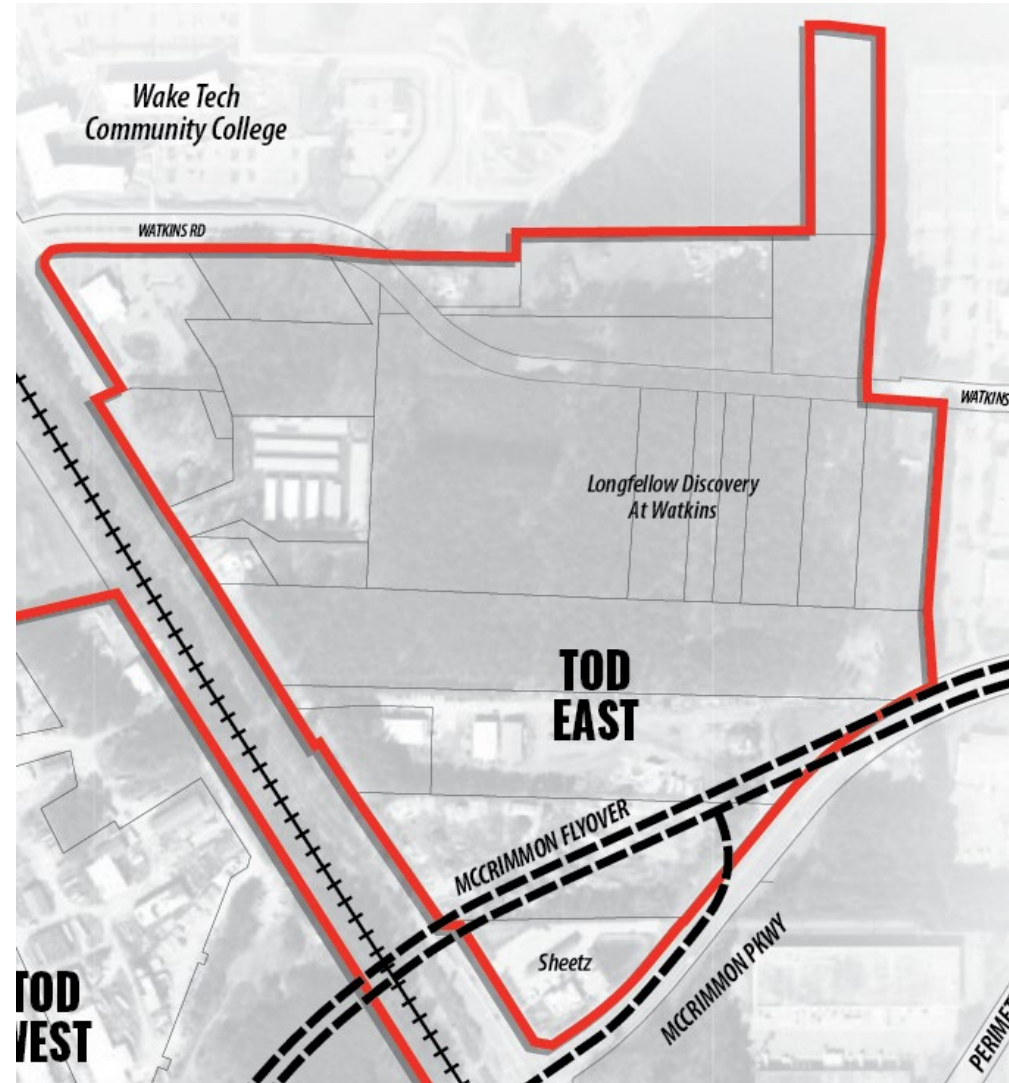 Wake Tech
Community College
WATKINS RD
WATKINS
Longfellow Discovery
At Watkins
TOD
EAST
MCCRIMMON FLYOVER
Sheetz
MCCRIMMON PKWY
TOD
WEST
PERIMET